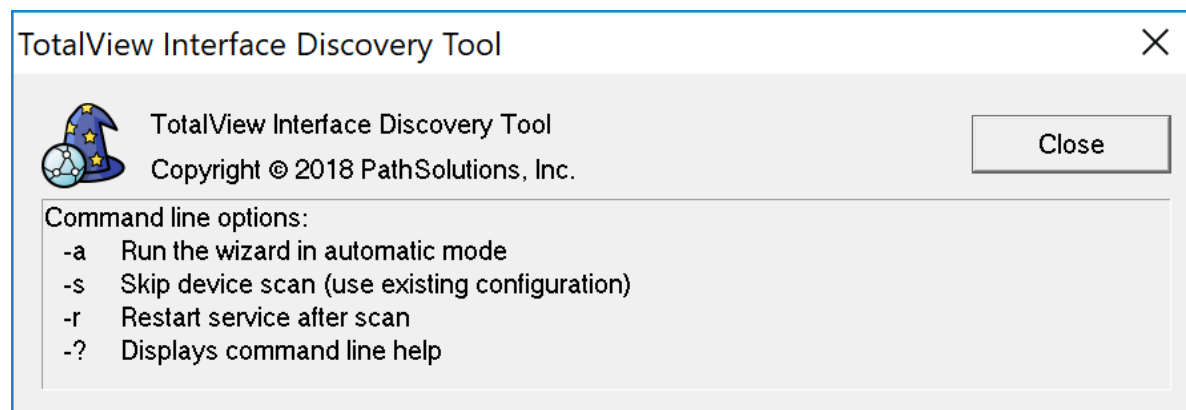 TotalView Interface Discovery Tool
TotalView Interface Discovery Tool
Close
Copyright © 2018 PathSolutions, Inc.
Command line options:
-a Run the wizard in automatic mode
-s Skip device scan (use existing configuration)
-r Restart service after scan
-? Displays command line help